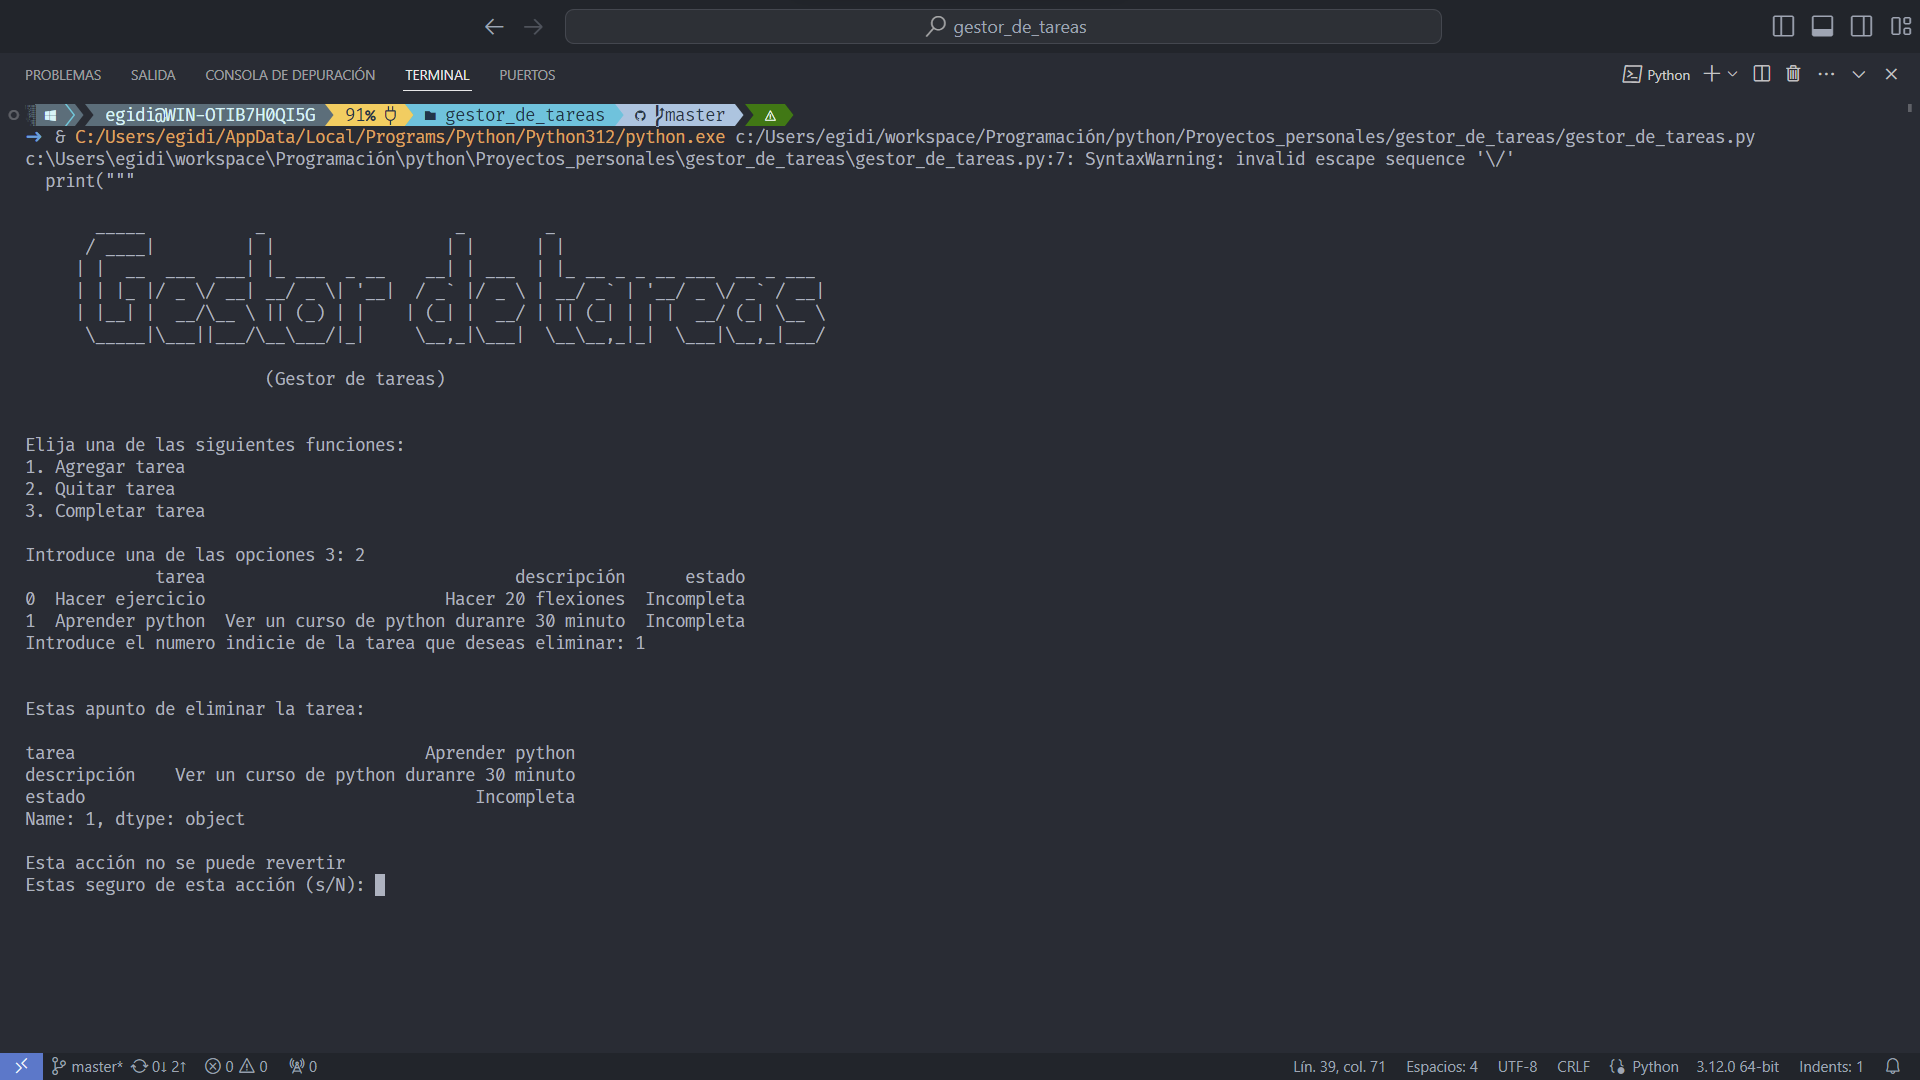 gestor_de_tareas
PROBLEMAS SALIDA CONSOLA DE DEPURACIÓN TERMINAL PUERTOS Python
egidi@WIN-OTIB7H0QI5G 91% gestor_de_tareas master
→ & C:/Users/egidi/AppData/Local/Programs/Python/Python312/python.exe c:/Users/egidi/workspace/Programación/python/Proyectos_personales/gestor_de_tareas/gestor_de_tareas.py
c:\Users\egidi\workspace\Programación\python\Proyectos_personales\gestor_de_tareas\gestor_de_tareas.py:7: SyntaxWarning: invalid escape sequence '\/'
print("""
Gestor de tareas
(Gestor de tareas)
Elija una de las siguientes funciones:
1. Agregar tarea
2. Quitar tarea
3. Completar tarea
Introduce una de las opciones 3: 2
tarea descripción estado
0 Hacer ejercicio Hacer 20 flexiones Incompleta
1 Aprender python Ver un curso de python duranre 30 minuto Incompleta
Introduce el numero indicie de la tarea que deseas eliminar: 1
Estas apunto de eliminar la tarea:
tarea Aprender python
descripción Ver un curso de python duranre 30 minuto
estado Incompleta
Name: 1, dtype: object
Esta acción no se puede revertir
Estas seguro de esta acción (s/N):
master* 0↓ 2↑ 0 0 0 Lín. 39, col. 71 Espacios: 4 UTF-8 CRLF Python 3.12.0 64-bit Indents: 1